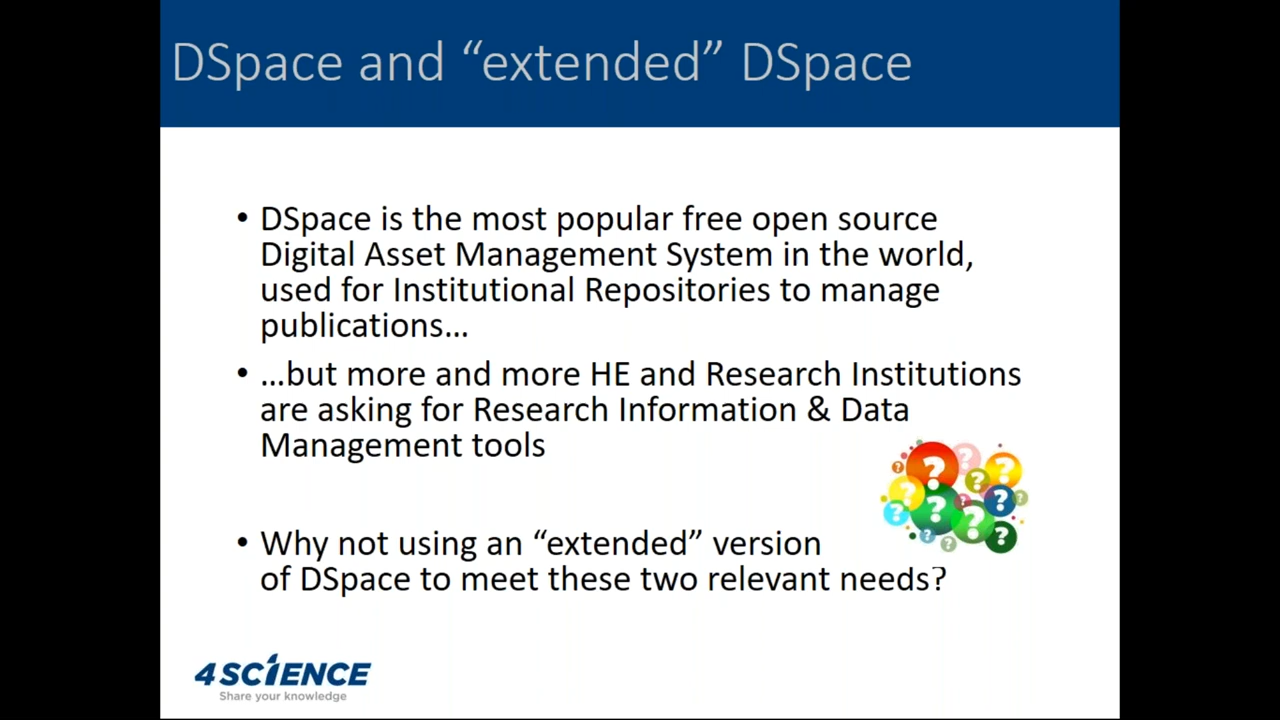 DSpace and “extended” DSpace
• DSpace is the most popular free open source
Digital Asset Management System in the world,
used for Institutional Repositories to manage
publications…
• …but more and more HE and Research Institutions
are asking for Research Information & Data
Management tools
• Why not using an “extended” version
of DSpace to meet these two relevant needs?
4SCIENCE
Share your knowledge